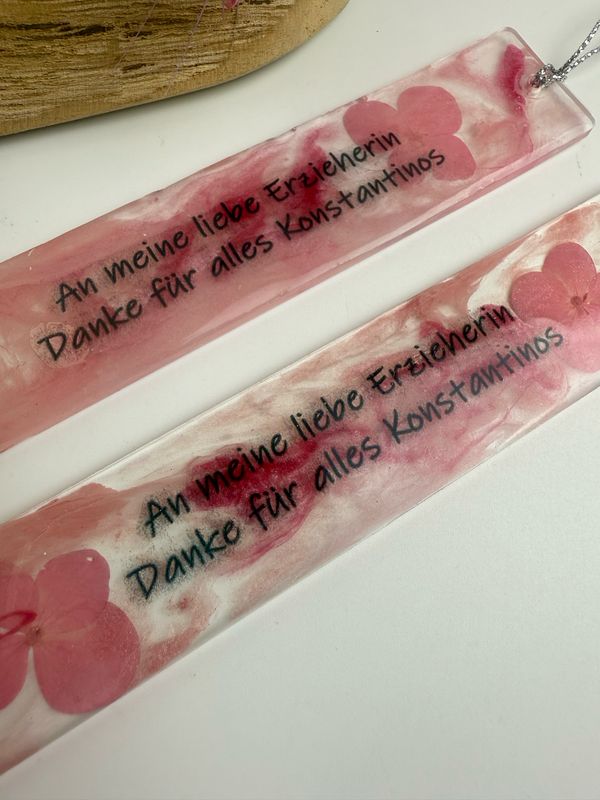 An meine liebe Erzieherin
Danke für alles Konstantinos
An meine liebe Erzieherin
Danke für alles Konstantinos